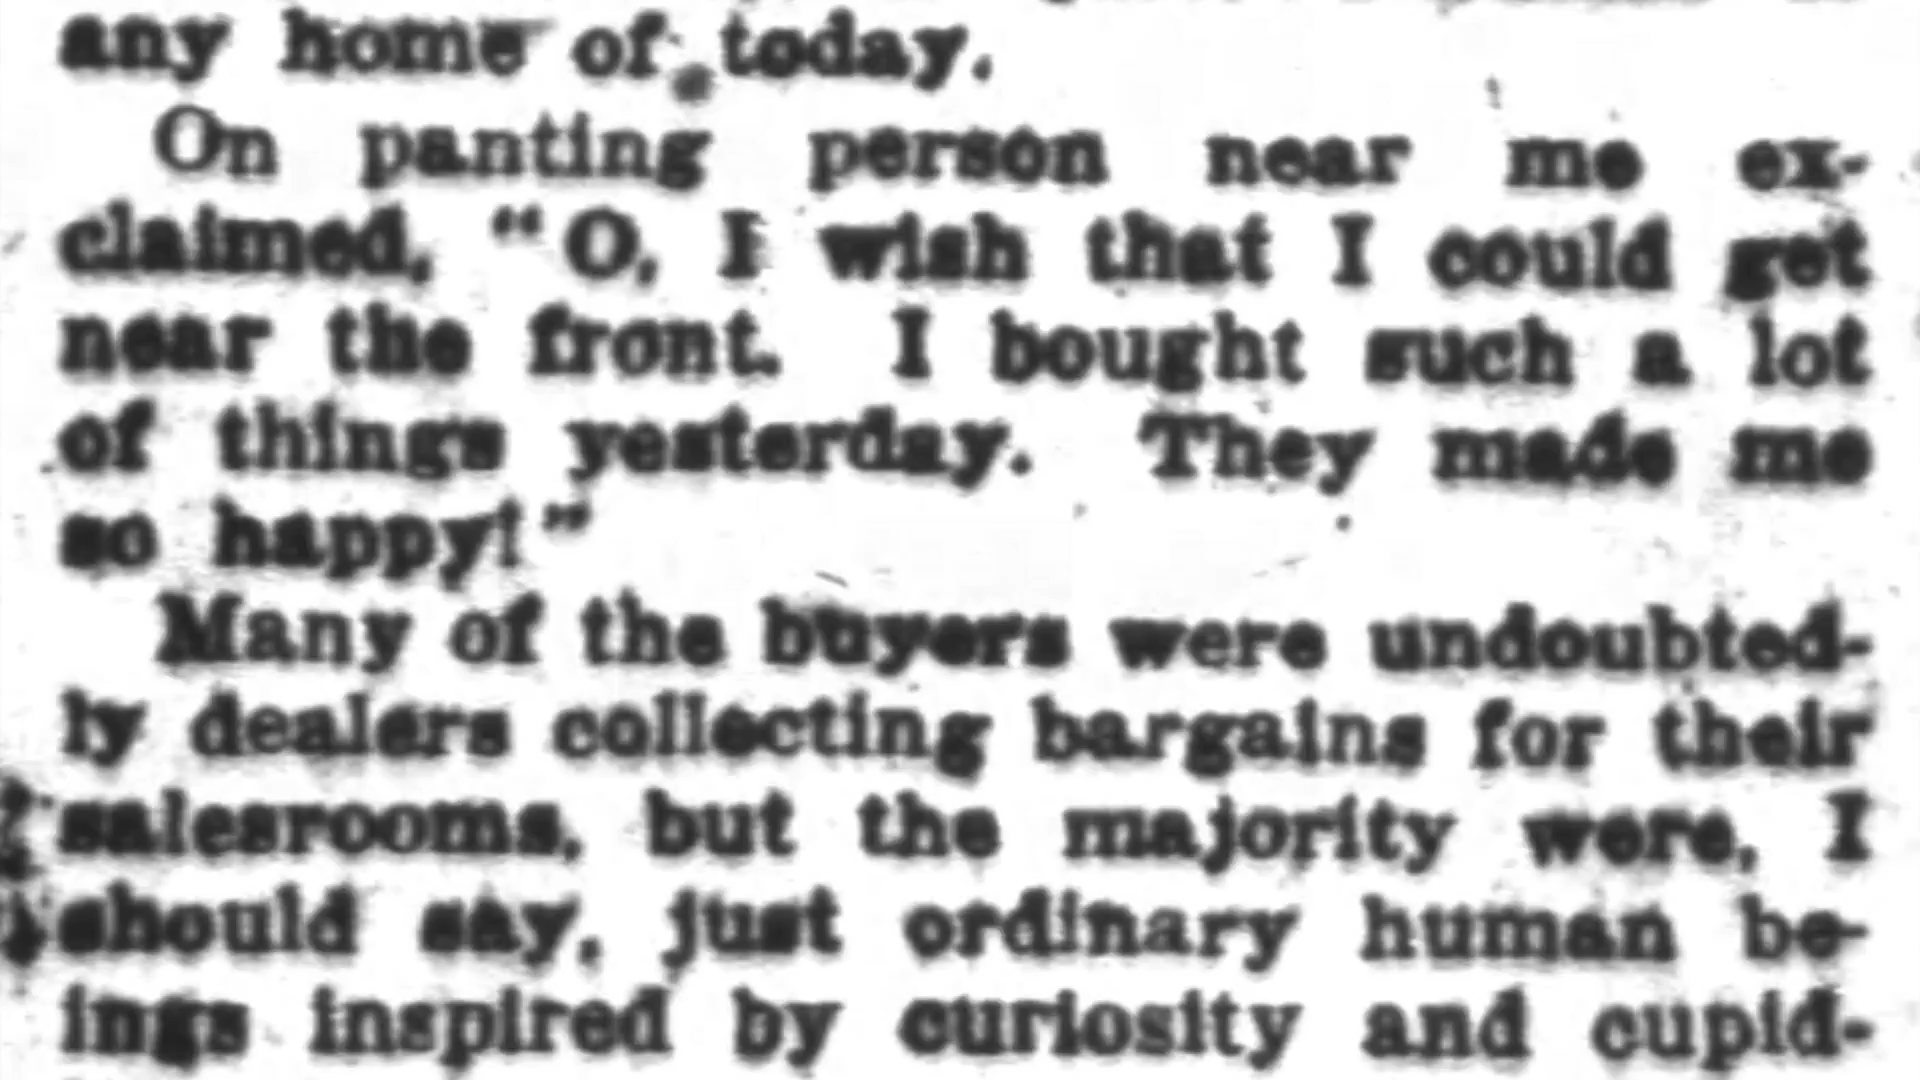 any home of today.
On panting person near me ex-
claimed, "O, I wish that I could get
near the front. I bought such a lot
of things yesterday. They made me
so happy!"
Many of the buyers were undoubted-
ly dealers collecting bargains for their
salesrooms, but the majority were, I
should say, just ordinary human be-
ings inspired by curiosity and cupid-